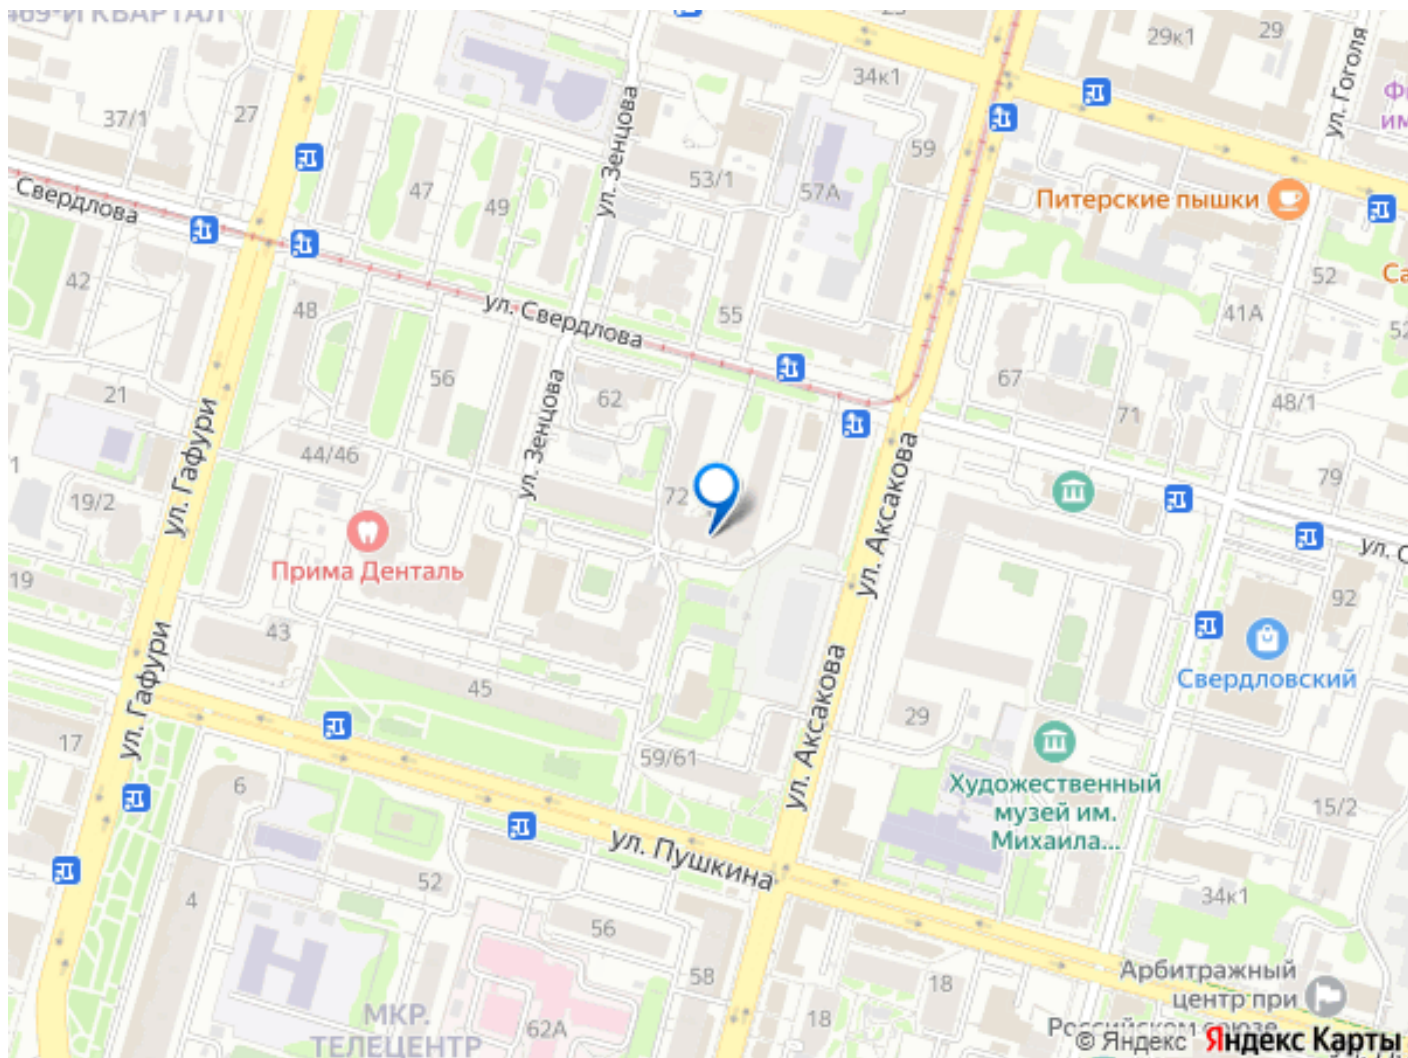 469-Й КВАРТАЛ
29
29к1
34к1
ул. Гоголя
27
37/1
ул. Зенцова
59
53/1
57А
47
49
Питерские пышки
Свердлова
42
48
ул. Свердлова
55
52
41А
56
62
67
71
48/1
21
ул. Гафури
44/46
ул. Зенцова
ул. Аксакова
79
19/2
72
Прима Денталь
19
92
43
ул. Гафури
45
Свердловский
ул. Аксакова
29
17
59/61
6
Художественный
музей им.
Михаила...
15/2
ул. Пушкина
52
4
34к1
56
58
18
Арбитражный
центр при
Российском союзе
МКР.
ТЕЛЕЦЕНТР
62А
18
© Яндекс Яндекс Карты